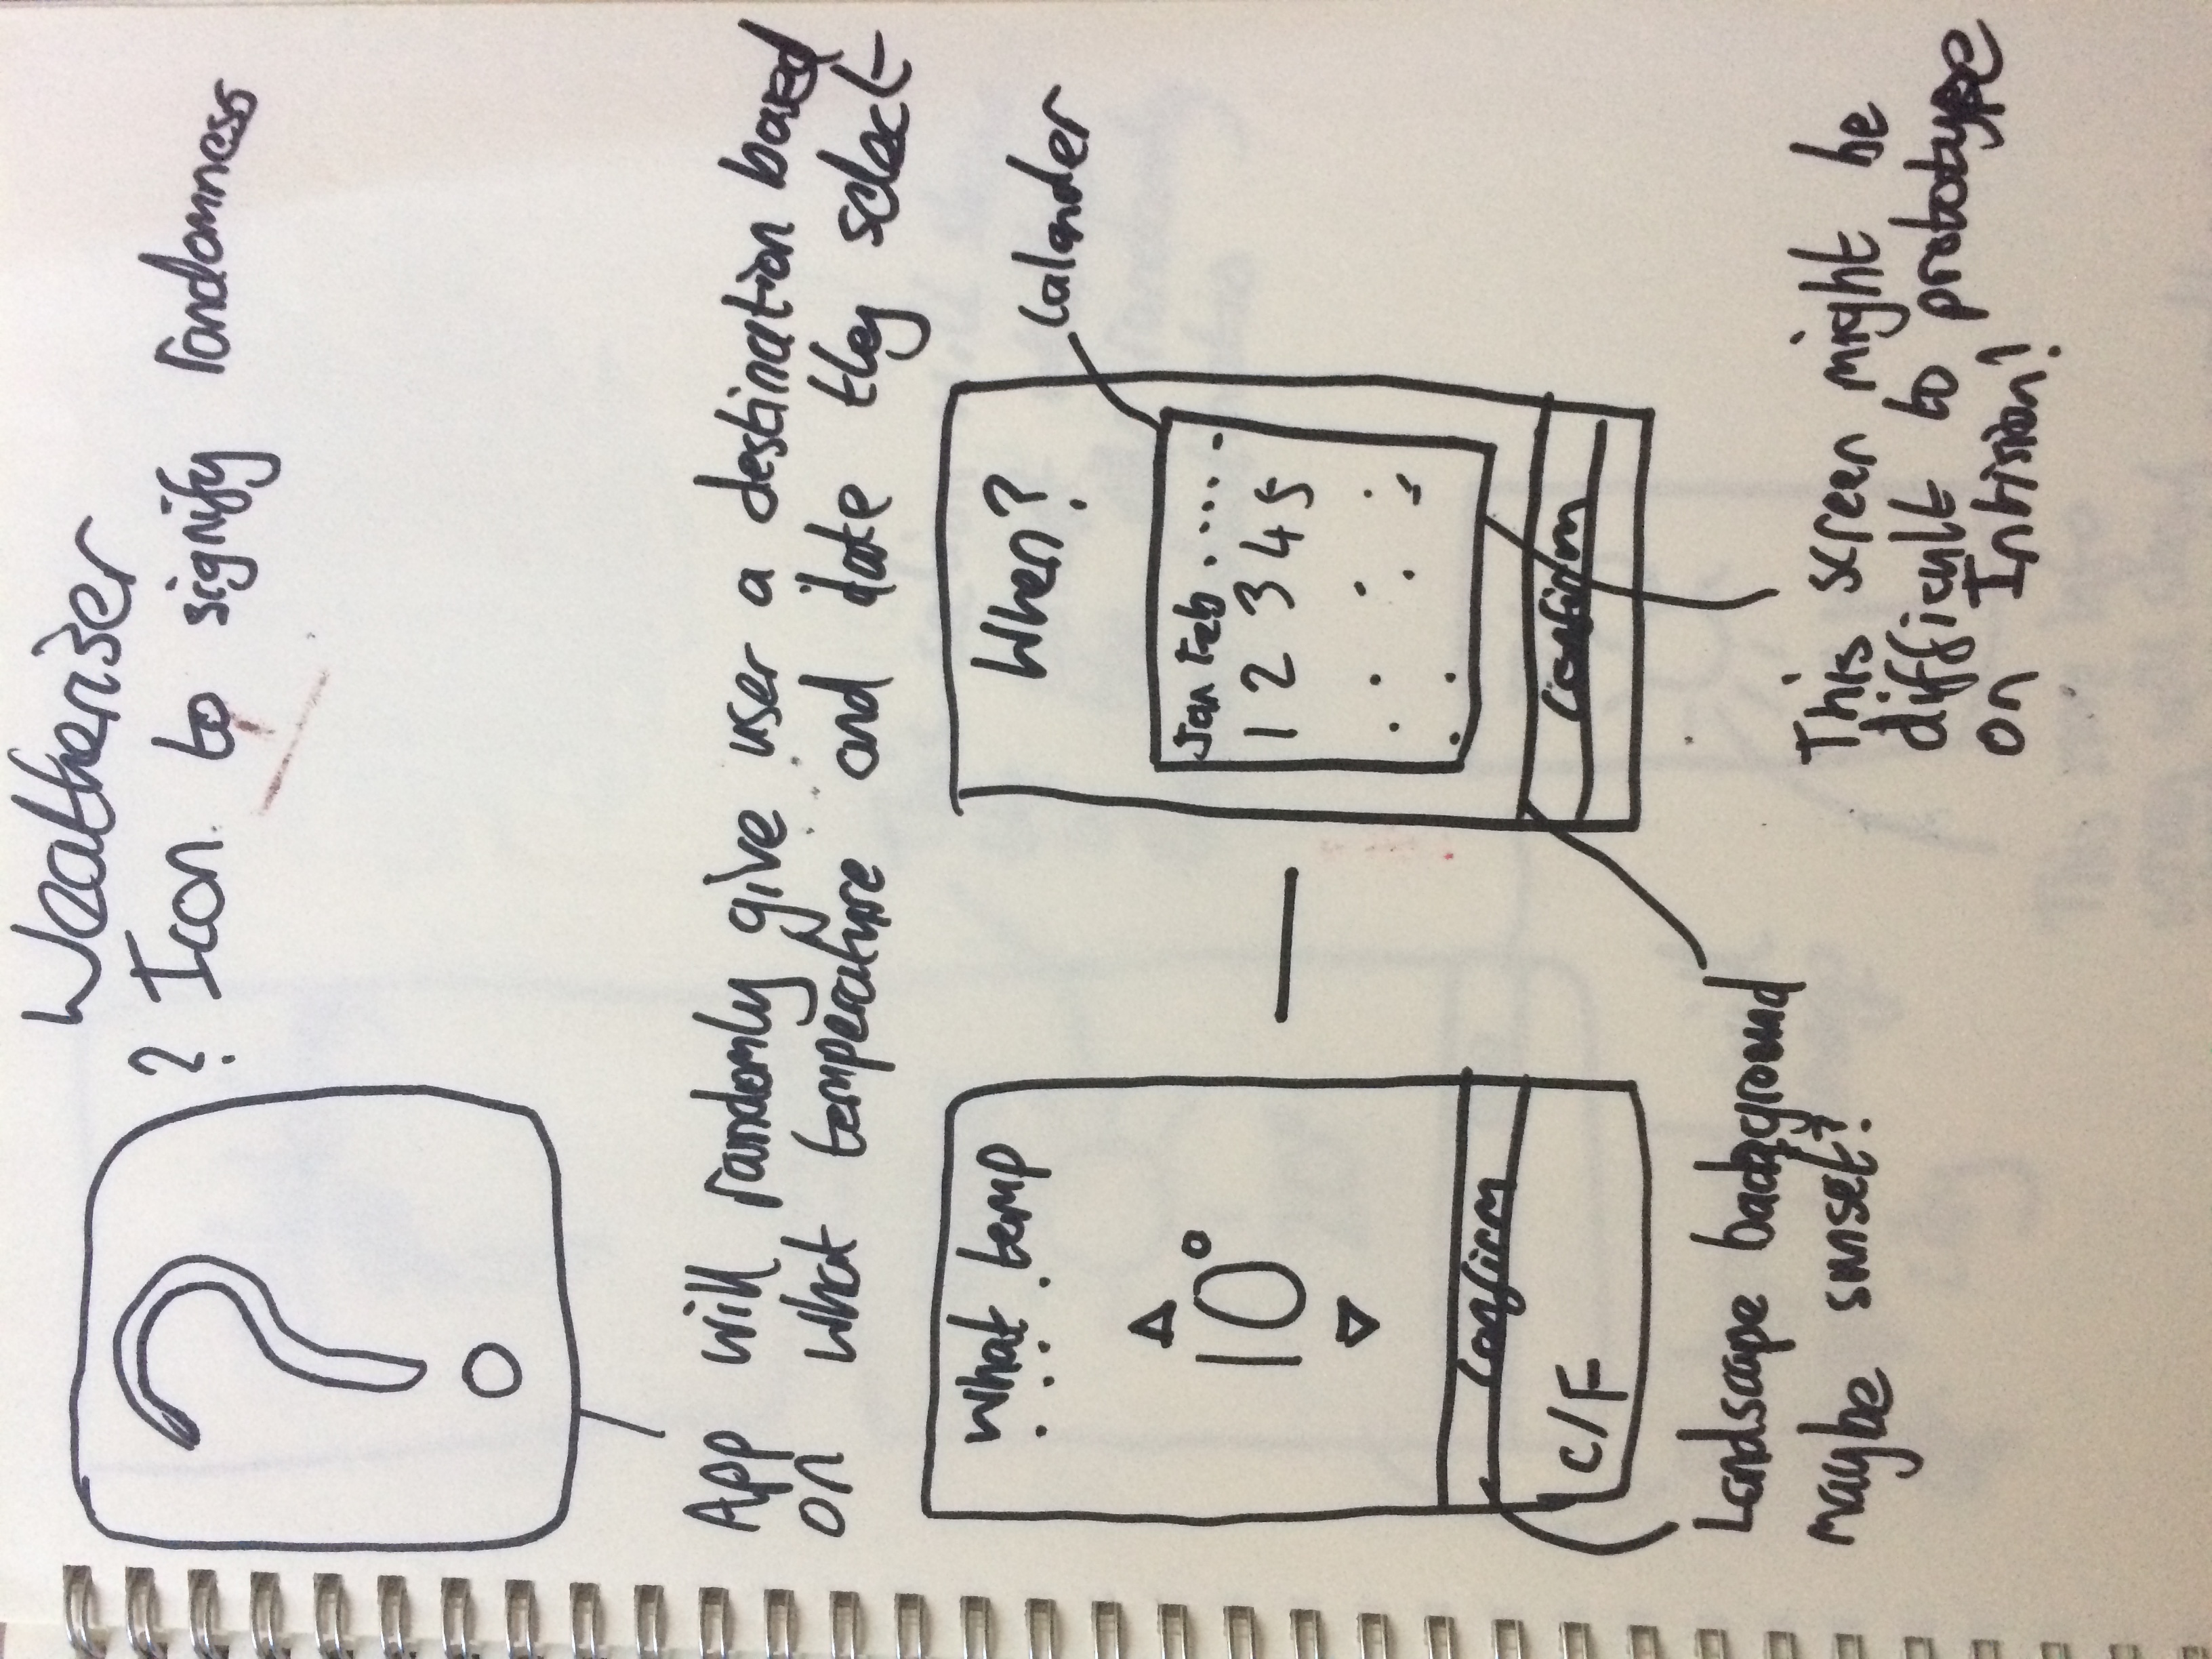 Weatheriser
? Icon to signify randomness
?
App will randomly give user a destination based
on what temperature and date they select
What temp
....
10°
Confirm
C/F
When?
Calander
Jan Feb .....
1 2 3 4 5
Confirm
Landscape background
maybe sunset?
This screen might be
difficult to prototype
on Invision!